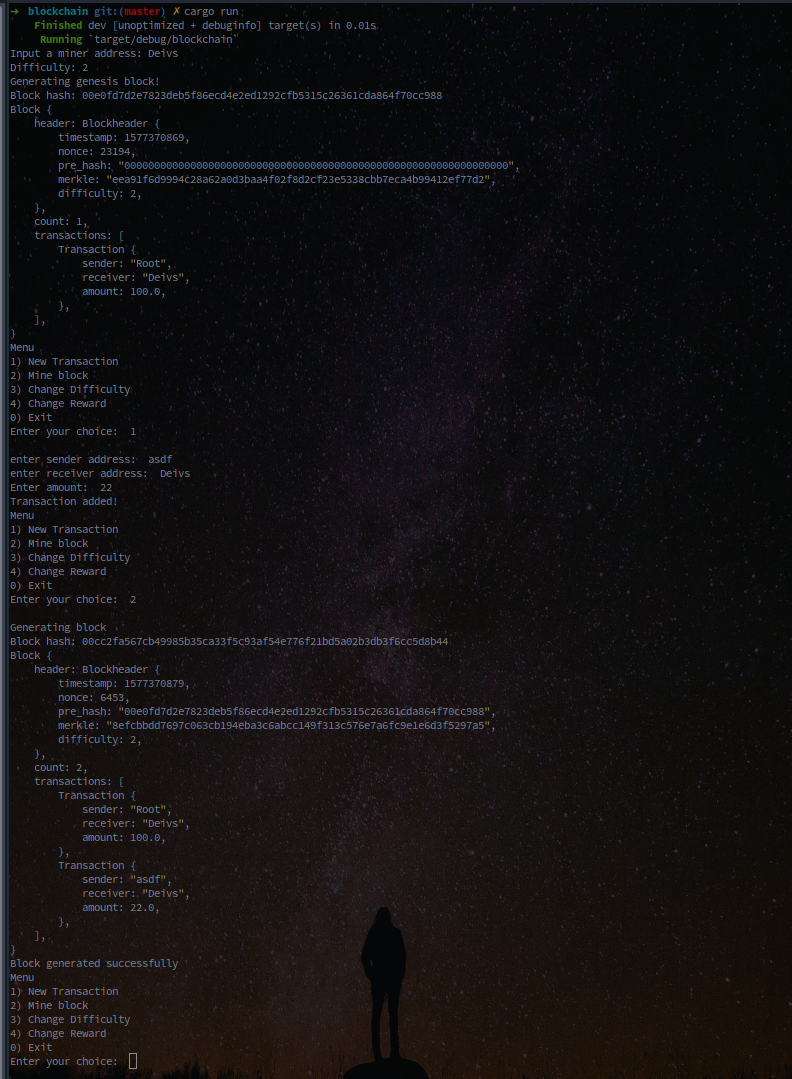 → blockchain git:(master) ✗ cargo run
    Finished dev [unoptimized + debuginfo] target(s) in 0.01s
     Running `target/debug/blockchain`
Input a miner address: Deivs
Difficulty: 2
Generating genesis block!
Block hash: 00e0fd7d2e7823deb5f86ecd4e2ed1292cfb5315c26361cda864f70cc988
Block {
    header: Blockheader {
        timestamp: 1577370869,
        nonce: 23194,
        pre_hash: "0000000000000000000000000000000000000000000000000000000000000000",
        merkle: "eea91f6d9994c28a62a0d3baa4f02f8d2cf23e5338cbb7eca4b99412ef77d2",
        difficulty: 2,
    },
    count: 1,
    transactions: [
        Transaction {
            sender: "Root",
            receiver: "Deivs",
            amount: 100.0,
        },
    ],
}
Menu
1) New Transaction
2) Mine block
3) Change Difficulty
4) Change Reward
0) Exit
Enter your choice:  1

enter sender address:  asdf
enter receiver address:  Deivs
Enter amount:  22
Transaction added!
Menu
1) New Transaction
2) Mine block
3) Change Difficulty
4) Change Reward
0) Exit
Enter your choice:  2

Generating block
Block hash: 00cc2fa567cb49985b35ca33f5c93af54e776f21bd5a02b3db3f6cc5d8b44
Block {
    header: Blockheader {
        timestamp: 1577370879,
        nonce: 6453,
        pre_hash: "00e0fd7d2e7823deb5f86ecd4e2ed1292cfb5315c26361cda864f70cc988",
        merkle: "8efcbbdd7697c063cb194eba3c6abcc149f313c576e7a6fc9e1e6d3f5297a5",
        difficulty: 2,
    },
    count: 2,
    transactions: [
        Transaction {
            sender: "Root",
            receiver: "Deivs",
            amount: 100.0,
        },
        Transaction {
            sender: "asdf",
            receiver: "Deivs",
            amount: 22.0,
        },
    ],
}
Block generated successfully
Menu
1) New Transaction
2) Mine block
3) Change Difficulty
4) Change Reward
0) Exit
Enter your choice: